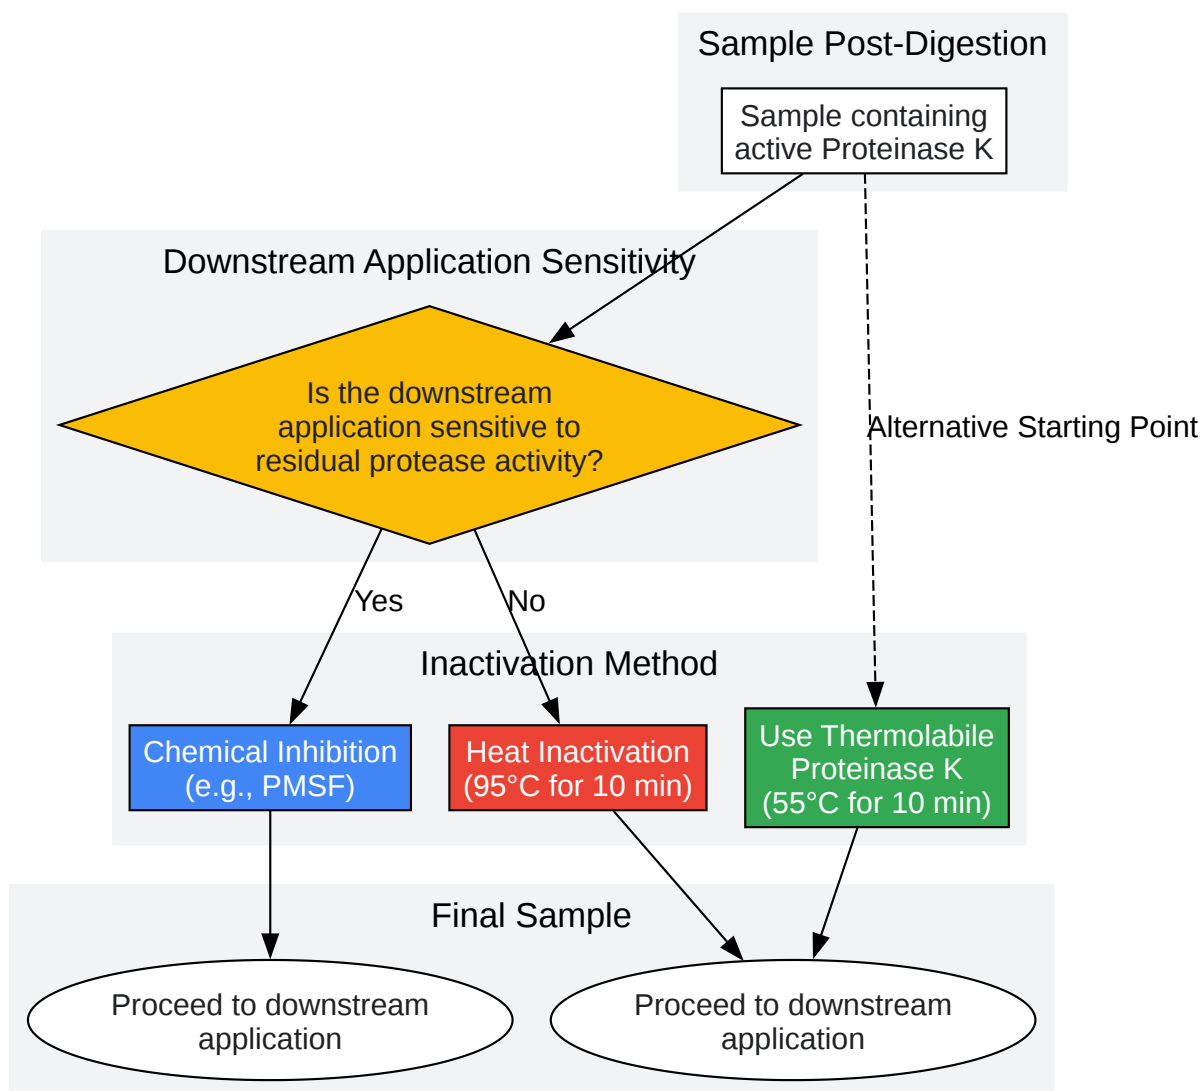 Sample Post-Digestion
Sample containing
active Proteinase K
Downstream Application Sensitivity
Is the downstream
application sensitive to
residual protease activity?
Alternative Starting Point
Yes
No
Inactivation Method
Chemical Inhibition
(e.g., PMSF)
Heat Inactivation
(95°C for 10 min)
Use Thermolabile
Proteinase K
(55°C for 10 min)
Final Sample
Proceed to downstream
application
Proceed to downstream
application